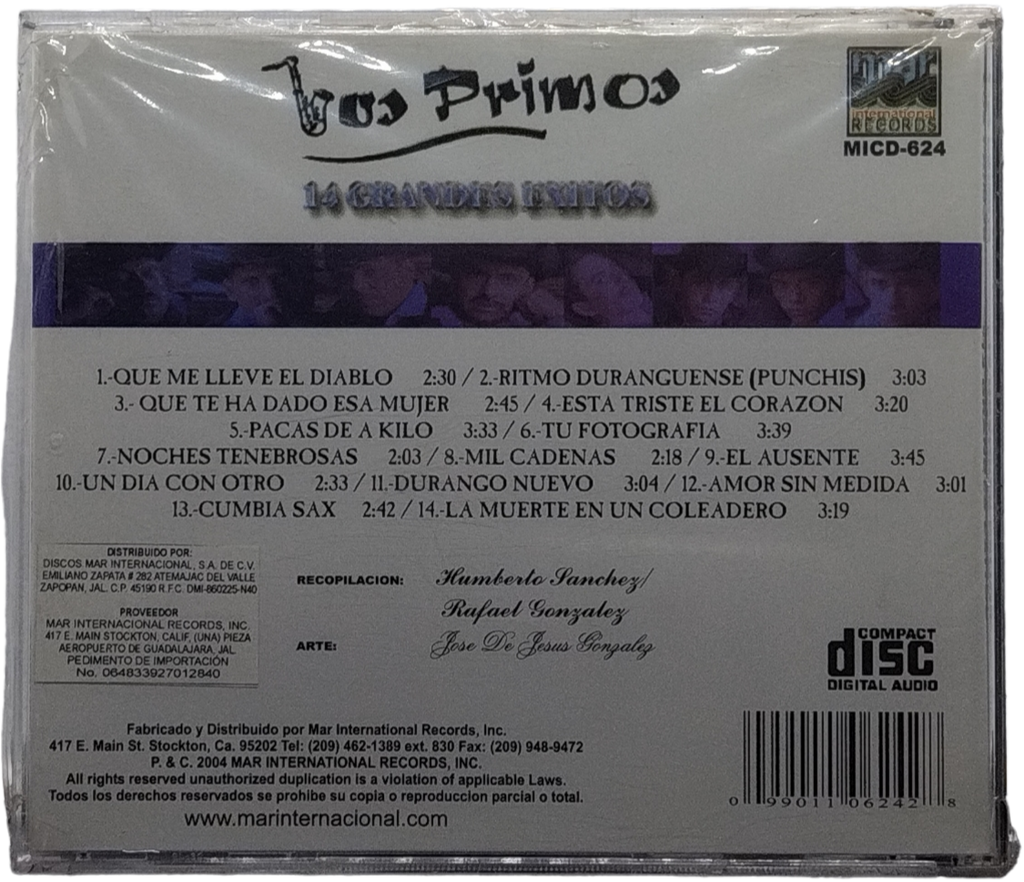 Los Primos
mar
international
RECORDS
MICD-624
14 GRANDES EXITOS
1.-QUE ME LLEVE EL DIABLO 2:30 / 2.-RITMO DURANGUENSE (PUNCHIS) 3:03
3.- QUE TE HA DADO ESA MUJER 2:45 / 4.-ESTA TRISTE EL CORAZON 3:20
5.-PACAS DE A KILO 3:33 / 6.-TU FOTOGRAFIA 3:39
7.-NOCHES TENEBROSAS 2:03 / 8.-MIL CADENAS 2:18 / 9.-EL AUSENTE 3:45
10.-UN DIA CON OTRO 2:33 / 11.-DURANGO NUEVO 3:04 / 12.-AMOR SIN MEDIDA 3:01
13.-CUMBIA SAX 2:42 / 14.-LA MUERTE EN UN COLEADERO 3:19
DISTRIBUIDO POR:
DISCOS MAR INTERNACIONAL, S.A. DE C.V.
EMILIANO ZAPATA # 282 ATEMAJAC DEL VALLE
ZAPOPAN, JAL. C.P. 45190 R.F.C. DMI-860225-N40
PROVEEDOR
MAR INTERNACIONAL RECORDS, INC.
417 E. MAIN STOCKTON, CALIF, (UNA) PIEZA
AEROPUERTO DE GUADALAJARA, JAL
PEDIMENTO DE IMPORTACIÓN
No. 064833927012840
RECOPILACION: Humberto Sanchez/
Rafael Gonzalez
ARTE: Jose De Jesus Gonzalez
COMPACT
disc
DIGITAL AUDIO
Fabricado y Distribuido por Mar International Records, Inc.
417 E. Main St. Stockton, Ca. 95202 Tel: (209) 462-1389 ext. 830 Fax: (209) 948-9472
P. & C. 2004 MAR INTERNATIONAL RECORDS, INC.
All rights reserved unauthorized duplication is a violation of applicable Laws.
Todos los derechos reservados se prohibe su copia o reproduccion parcial o total.
www.marinternacional.com
0 99011 06242 8